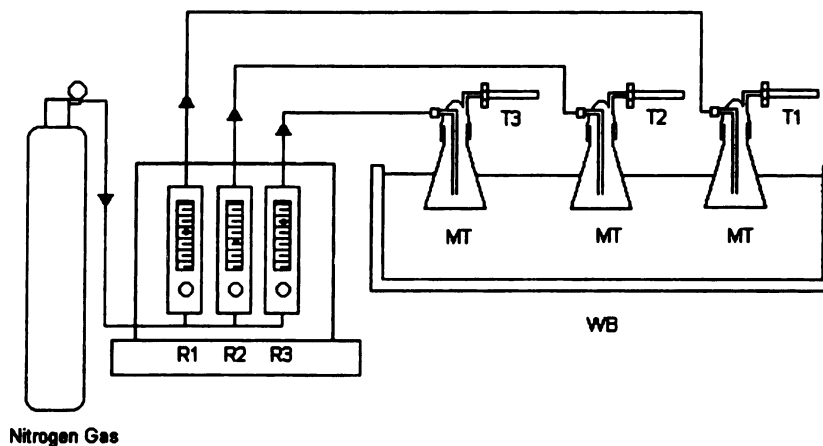 T3
T2
T1
MT
MT
MT
WB
R1
R2
R3
Nitrogen Gas